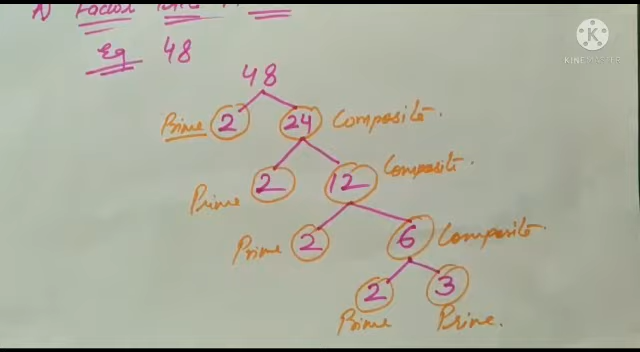 Factor
Eg 48
K
KINEMASTER
48
Prime 2 24 Composite.
Prime 2 12 Composite.
Prime 2 6 Composite.
2 3
Prime Prime.